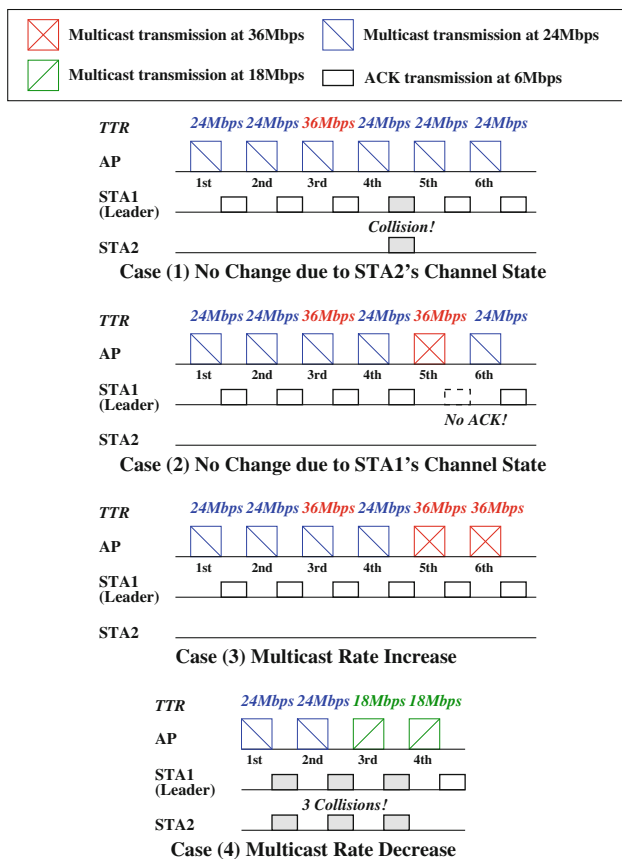 Multicast transmission at 36Mbps
Multicast transmission at 24Mbps
Multicast transmission at 18Mbps
ACK transmission at 6Mbps
TTR 24Mbps 24Mbps 36Mbps 24Mbps 24Mbps 24Mbps
AP
1st 2nd 3rd 4th 5th 6th
STA1
(Leader)
Collision!
STA2
Case (1) No Change due to STA2's Channel State
TTR 24Mbps 24Mbps 36Mbps 24Mbps 36Mbps 24Mbps
AP
1st 2nd 3rd 4th 5th 6th
STA1
(Leader)
No ACK!
STA2
Case (2) No Change due to STA1's Channel State
TTR 24Mbps 24Mbps 36Mbps 24Mbps 36Mbps 36Mbps
AP
1st 2nd 3rd 4th 5th 6th
STA1
(Leader)
STA2
Case (3) Multicast Rate Increase
TTR 24Mbps 24Mbps 18Mbps 18Mbps
AP
1st 2nd 3rd 4th
STA1
(Leader)
3 Collisions!
STA2
Case (4) Multicast Rate Decrease